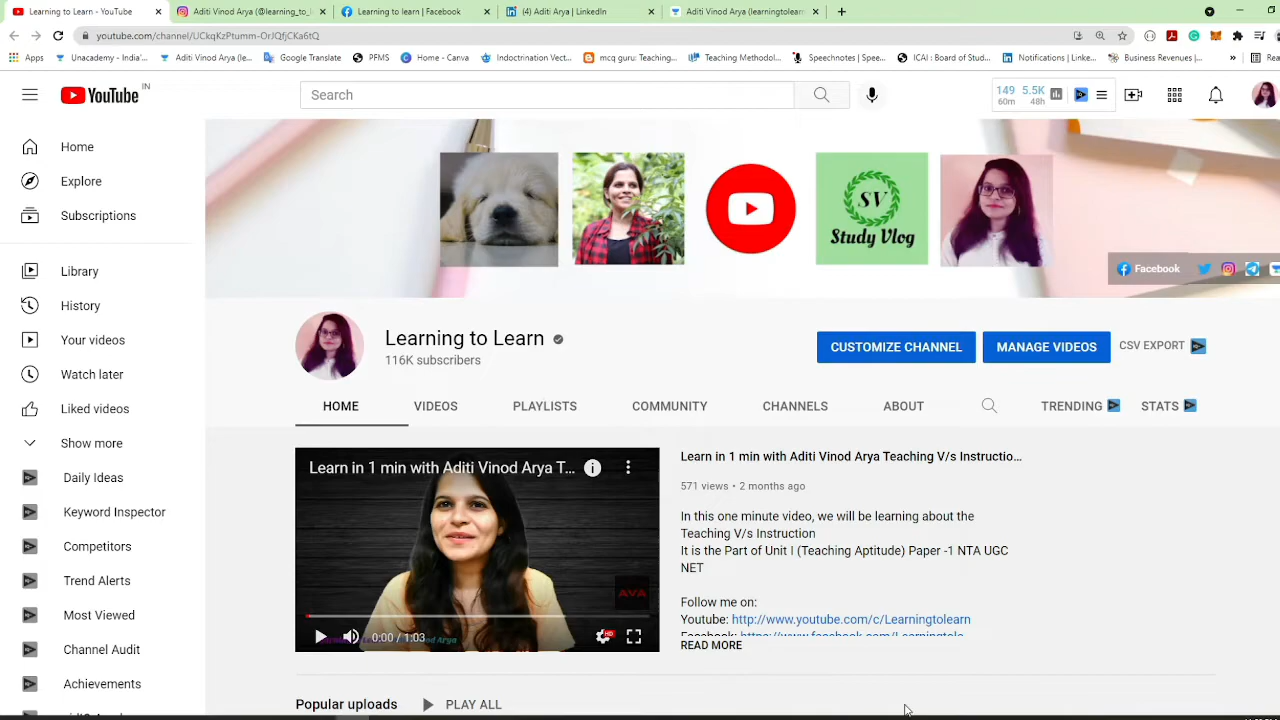 Learning to Learn - YouTube
Aditi Vinod Arya (@learning_to_
Learning to learn | Facebook
(4) Aditi Arya | LinkedIn
Aditi Vinod Arya (learningtolearn
youtube.com/channel/UCkqKzPtumm-OrJQfjCKa6tQ
Apps
Unacademy - India'...
Aditi Vinod Arya (le...
Google Translate
PFMS
Home - Canva
Indoctrination Vect...
mcq guru: Teaching...
Teaching Methodol...
Speechnotes | Spee...
ICAI : Board of Stud...
Notifications | Linke...
Business Revenues,...
YouTube IN
Search
149 5.5K
60m 48h
Home
Explore
Subscriptions
Library
History
Your videos
Watch later
Liked videos
Show more
Daily Ideas
Keyword Inspector
Competitors
Trend Alerts
Most Viewed
Channel Audit
Achievements
SV
Study Vlog
Facebook
Learning to Learn
116K subscribers
CUSTOMIZE CHANNEL
MANAGE VIDEOS
CSV EXPORT
HOME
VIDEOS
PLAYLISTS
COMMUNITY
CHANNELS
ABOUT
TRENDING
STATS
Learn in 1 min with Aditi Vinod Arya T...
AVA
0:00 / 1:03
HD
Learn in 1 min with Aditi Vinod Arya Teaching V/s Instructio...
571 views • 2 months ago
In this one minute video, we will be learning about the
Teaching V/s Instruction
It is the Part of Unit I (Teaching Aptitude) Paper -1 NTA UGC
NET
Follow me on:
Youtube: http://www.youtube.com/c/Learningtolearn
Facebook: https://www.facebook.com/Learningtole
READ MORE
Popular uploads
PLAY ALL